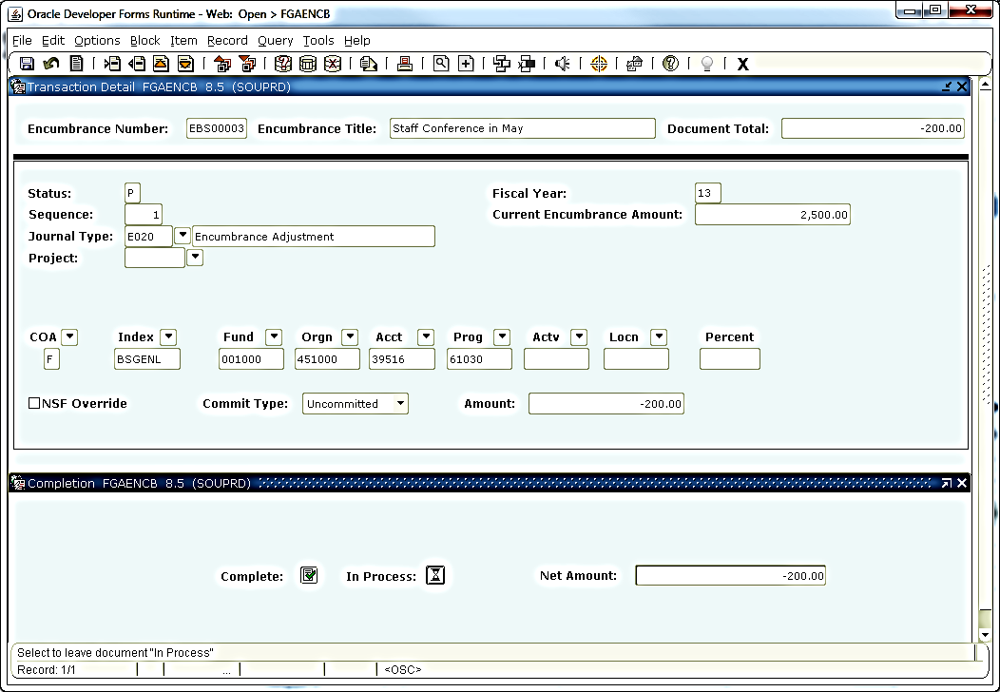 Oracle Developer Forms Runtime - Web: Open > FGAENCB
File Edit Options Block Item Record Query Tools Help
Transaction Detail FGAENCB 8.5 (SOUPRD)
Encumbrance Number: EBS00003 Encumbrance Title: Staff Conference in May Document Total: -200.00
Status: P Fiscal Year: 13
Sequence: 1 Current Encumbrance Amount: 2,500.00
Journal Type: E020 Encumbrance Adjustment
Project:
COA Index Fund Orgn Acct Prog Actv Locn Percent
F BSGENL 001000 451000 39516 61030
NSF Override Commit Type: Uncommitted Amount: -200.00
Completion FGAENCB 8.5 (SOUPRD)
Complete: In Process: Net Amount: -200.00
Select to leave document "In Process"
Record: 1/1 ... <OSC>